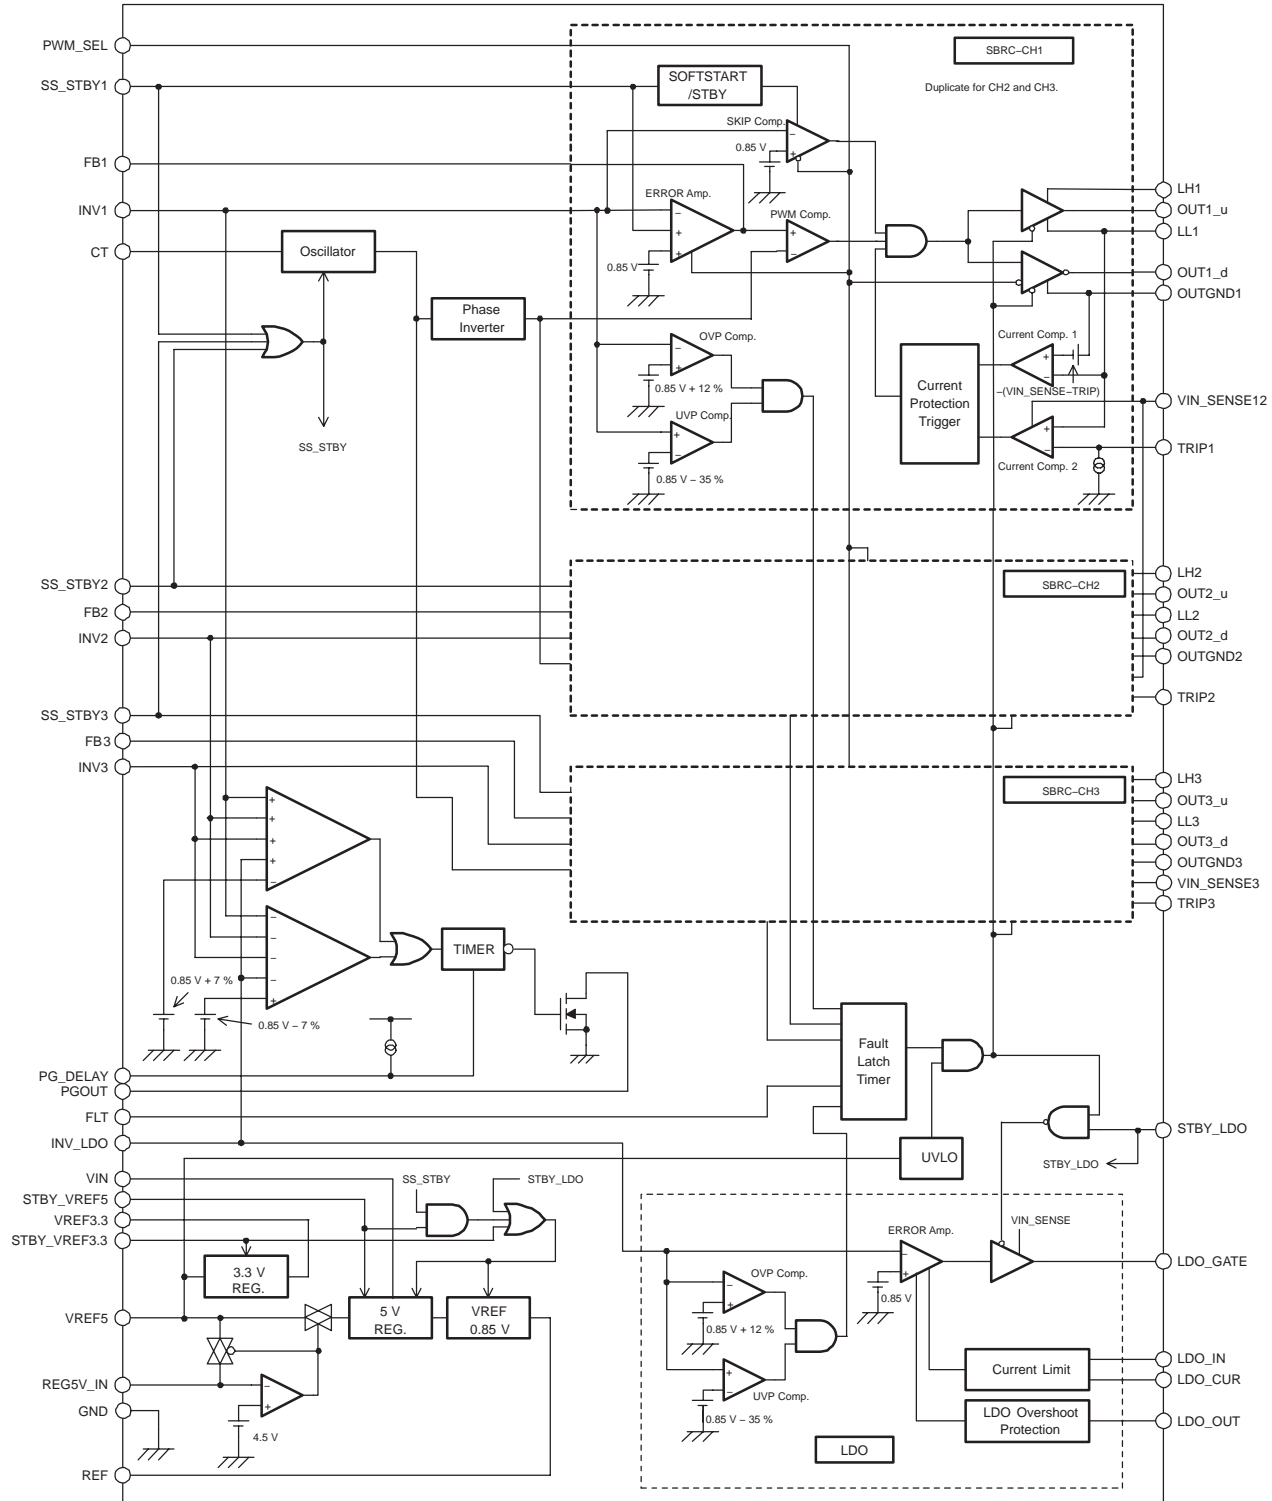 PWM_SEL
SS_STBY1
FB1
INV1
CT
SS_STBY2
FB2
INV2
SS_STBY3
FB3
INV3
PG_DELAY
PGOUT
FLT
INV_LDO
VIN
STBY_VREF5
VREF3.3
STBY_VREF3.3
VREF5
REG5V_IN
GND
REF
Oscillator
Phase
Inverter
SS_STBY
SBRC–CH1
Duplicate for CH2 and CH3.
SOFTSTART
/STBY
SKIP Comp.
−
+
0.85 V
ERROR Amp.
−
+
+
0.85 V
PWM Comp.
+
−
OVP Comp.
−
+
0.85 V + 12 %
UVP Comp.
+
−
0.85 V − 35 %
Current
Protection
Trigger
Current Comp. 1
+
−
−(VIN_SENSE−TRIP)
+
−
Current Comp. 2
LH1
OUT1_u
LL1
OUT1_d
OUTGND1
VIN_SENSE12
TRIP1
SBRC–CH2
LH2
OUT2_u
LL2
OUT2_d
OUTGND2
TRIP2
SBRC–CH3
LH3
OUT3_u
LL3
OUT3_d
OUTGND3
VIN_SENSE3
TRIP3
+
+
+
+
−
−
−
−
−
+
0.85 V + 7 %
0.85 V − 7 %
TIMER
Fault
Latch
Timer
UVLO
STBY_LDO
STBY_LDO
SS_STBY
STBY_LDO
3.3 V
REG.
5 V
REG.
VREF
0.85 V
−
+
4.5 V
ERROR Amp.
−
+
0.85 V
VIN_SENSE
OVP Comp.
−
+
0.85 V + 12 %
+
−
UVP Comp.
0.85 V − 35 %
Current Limit
LDO Overshoot
Protection
LDO
LDO_GATE
LDO_IN
LDO_CUR
LDO_OUT